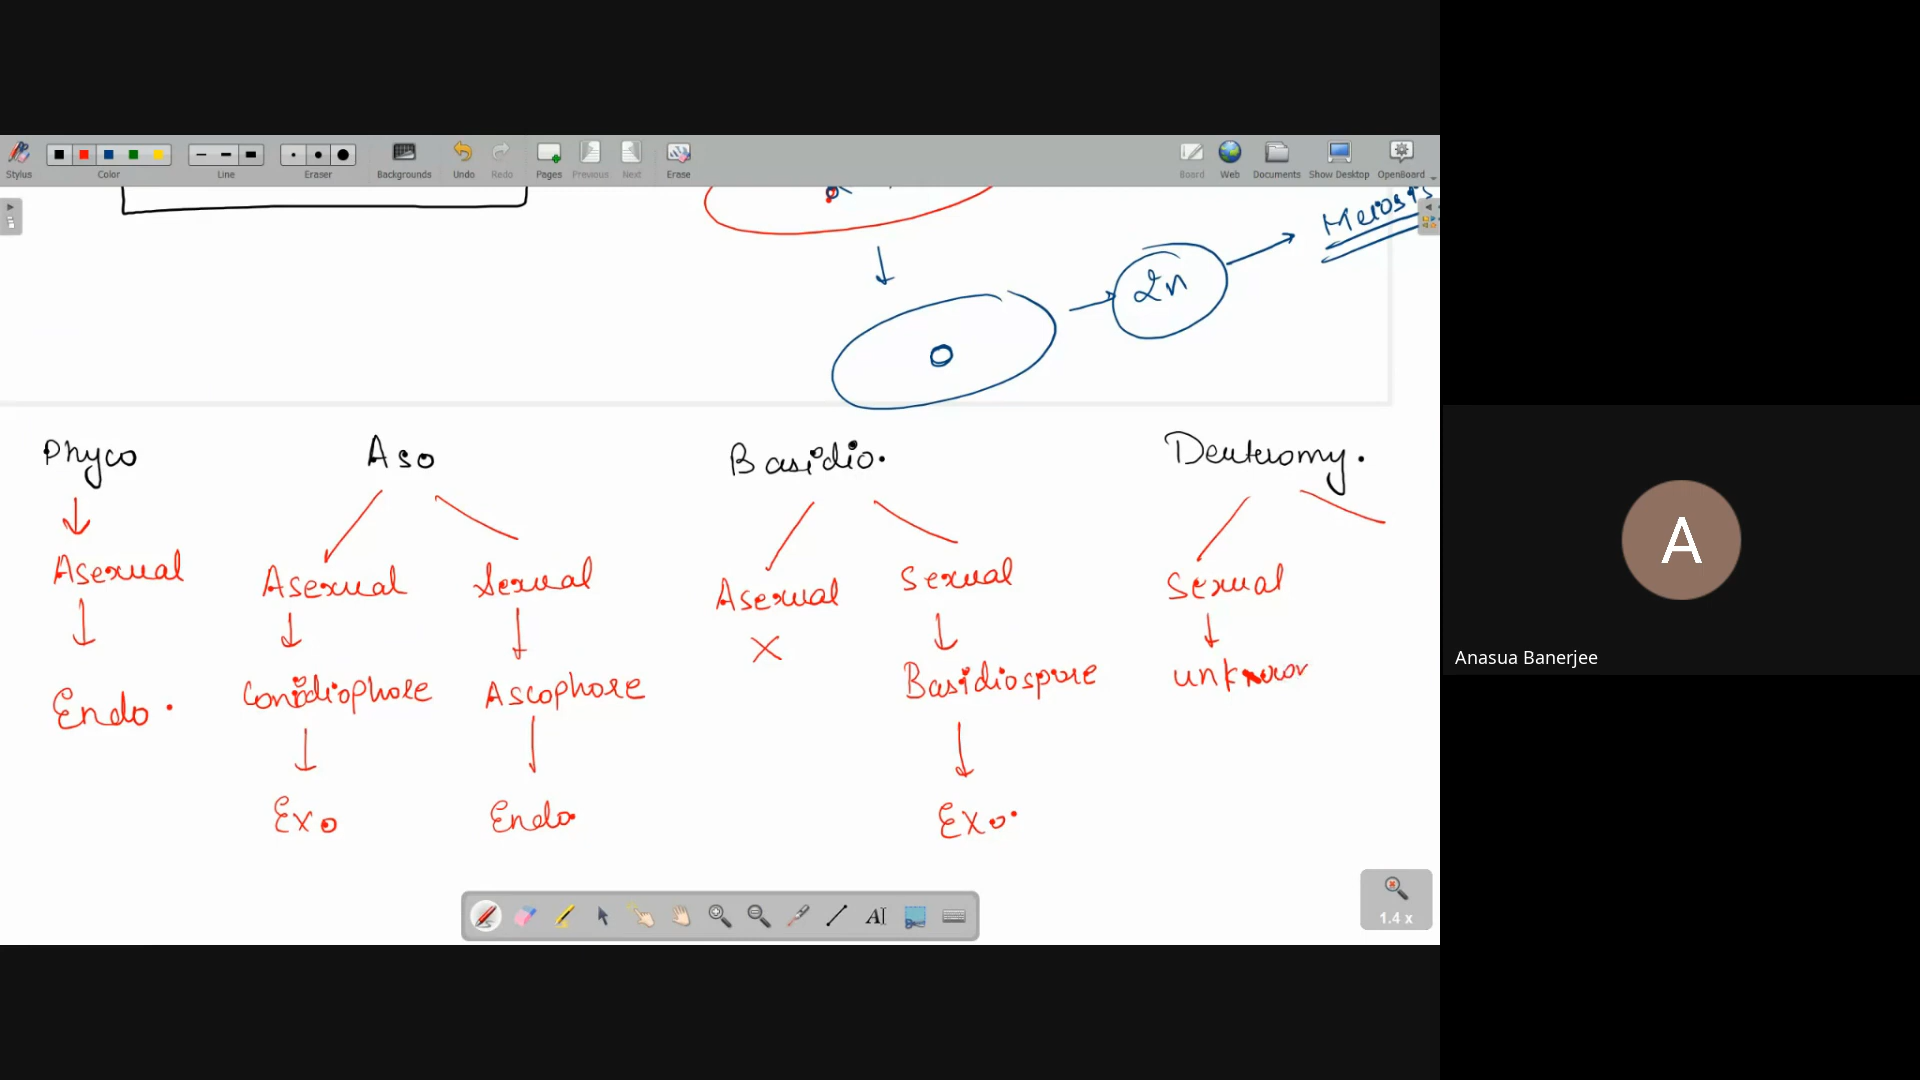 Stylus Color Line Eraser Backgrounds Undo Redo Pages Previous Next Erase Board Web Documents Show Desktop OpenBoard
Meiosis
2n
Phyco Aso Basidio. Deuteromy.
Asexual Asexual Sexual Asexual Sexual Sexual
x
Endo. Conidiophore Ascophore Basidiospore unknwon
Exo Endo. Exo.
AI
1.4 x
A
Anasua Banerjee